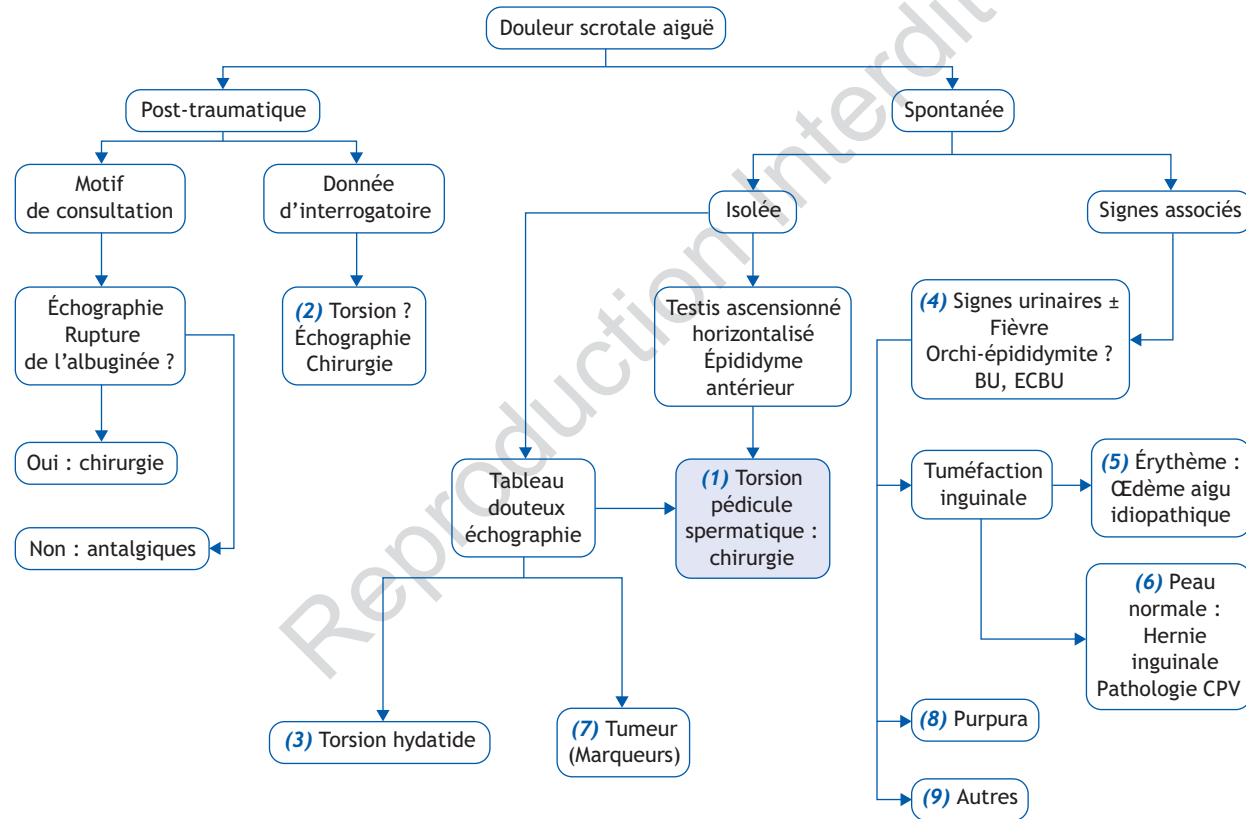 Douleur scrotale aiguë
Post-traumatique
Spontanée
Motif
de consultation
Donnée
d'interrogatoire
Isolée
Signes associés
Échographie
Rupture
de l'albuginée ?
(2) Torsion ?
Échographie
Chirurgie
Testis ascensionné
horizontalisé
Épididyme
antérieur
(4) Signes urinaires ±
Fièvre
Orchi-épididymite ?
BU, ECBU
Oui : chirurgie
Non : antalgiques
Tableau
douteux
échographie
(1) Torsion
pédicule
spermatique :
chirurgie
Tuméfaction
inguinale
(5) Érythème :
Œdème aigu
idiopathique
(6) Peau
normale :
Hernie
inguinale
Pathologie CPV
(3) Torsion hydatide
(7) Tumeur
(Marqueurs)
(8) Purpura
(9) Autres
Reproduction Interdit